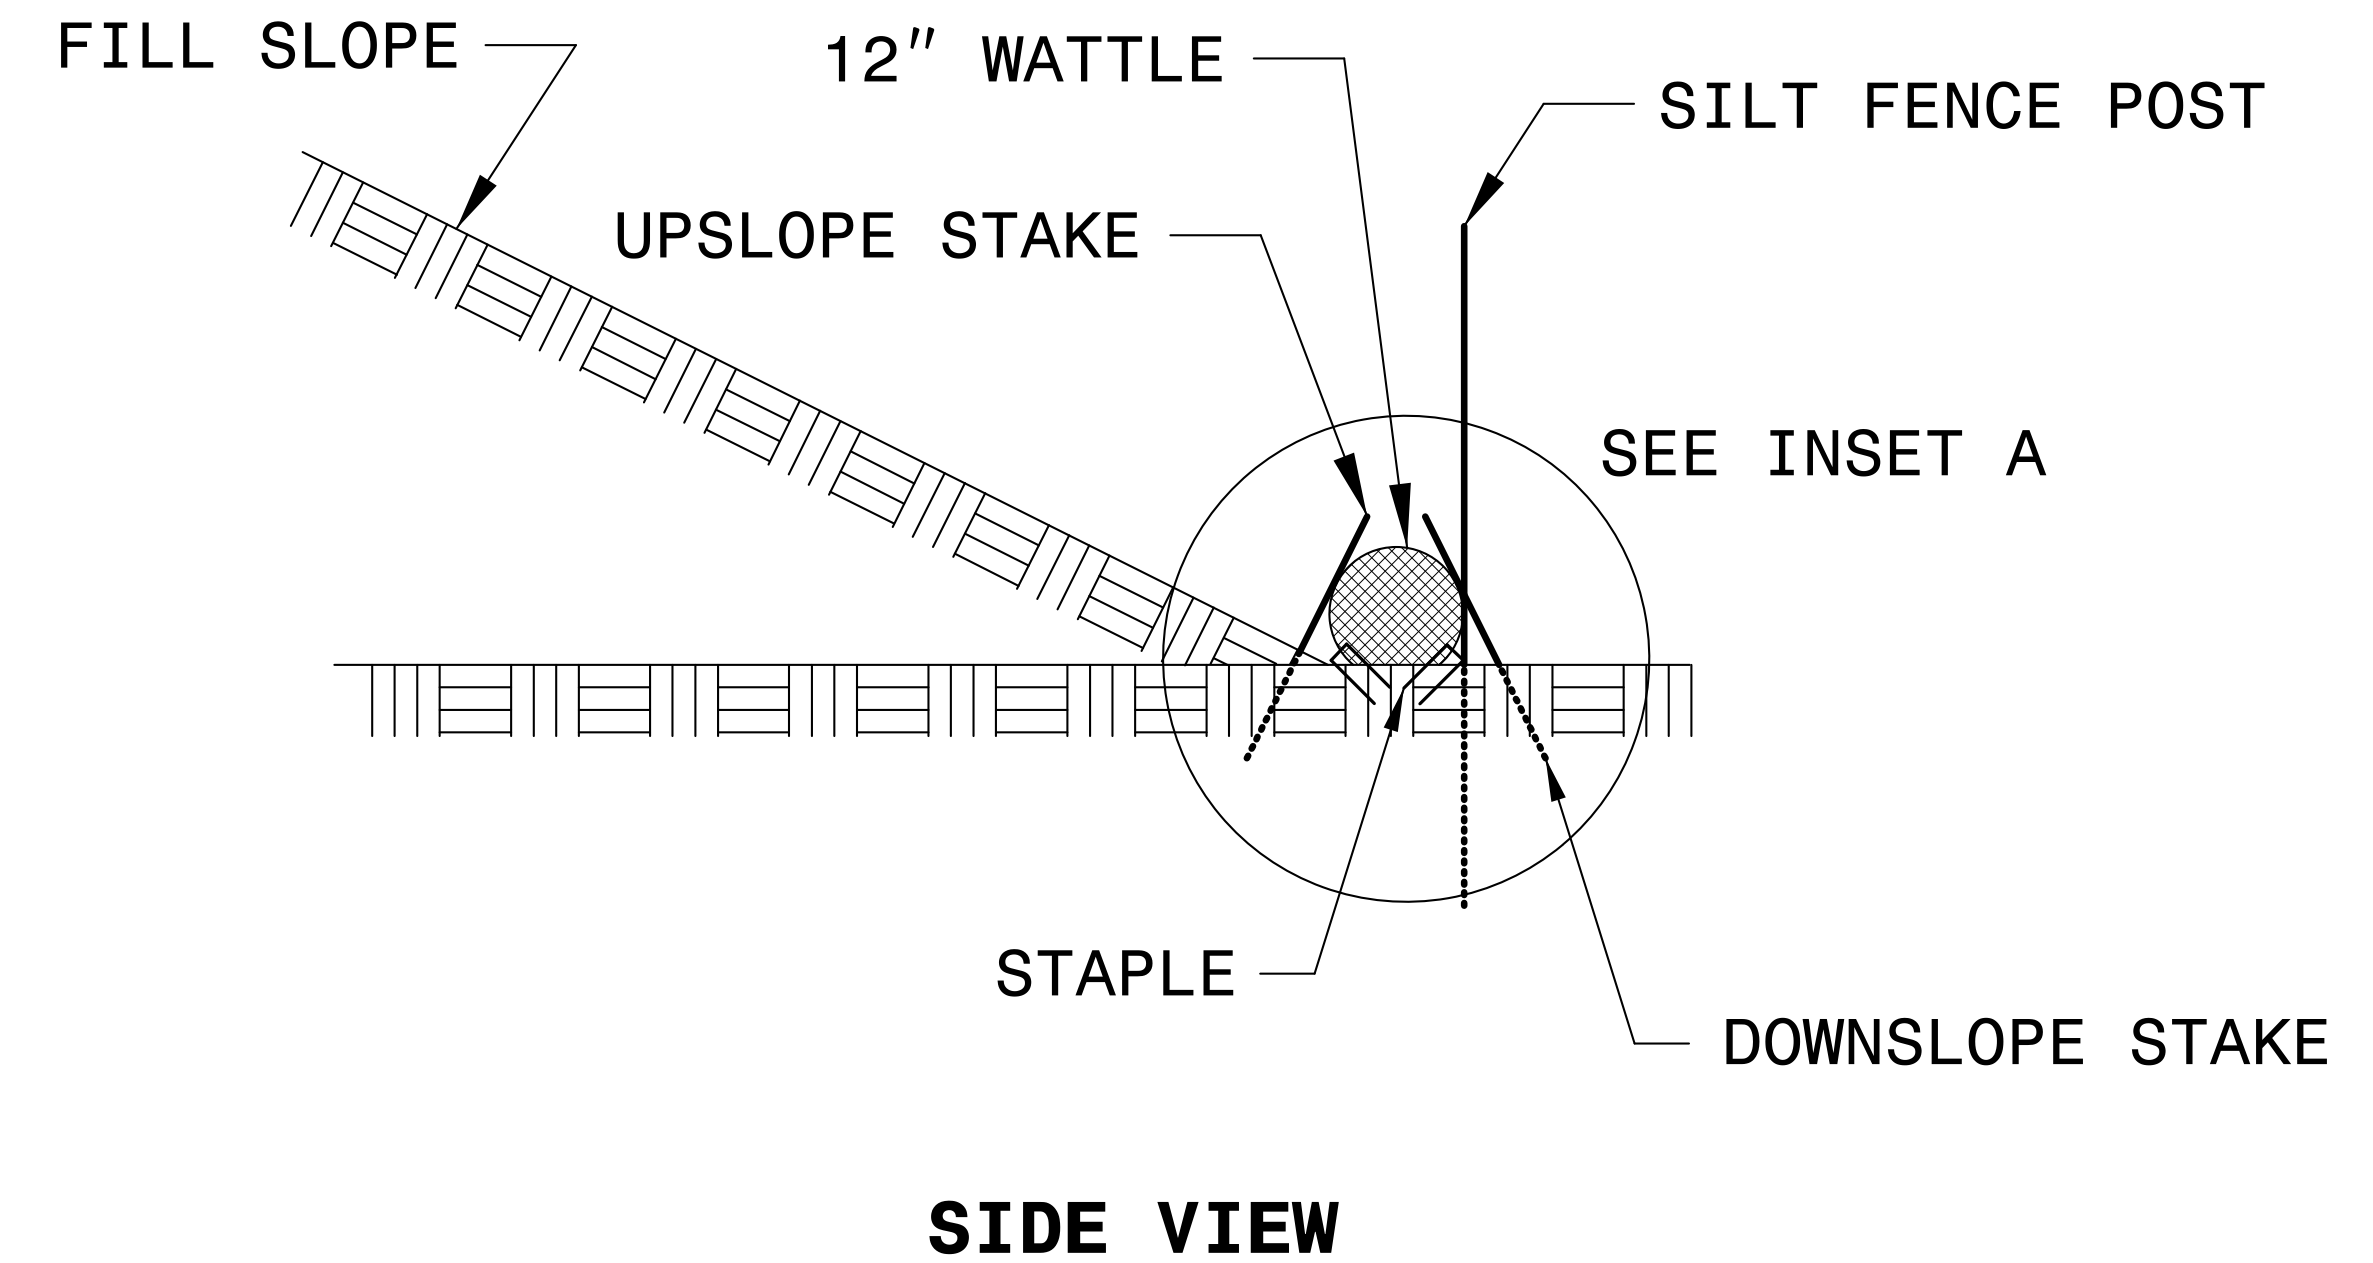 FILL SLOPE
12" WATTLE
SILT FENCE POST
UPSLOPE STAKE
SEE INSET A
STAPLE
DOWNSLOPE STAKE
SIDE VIEW